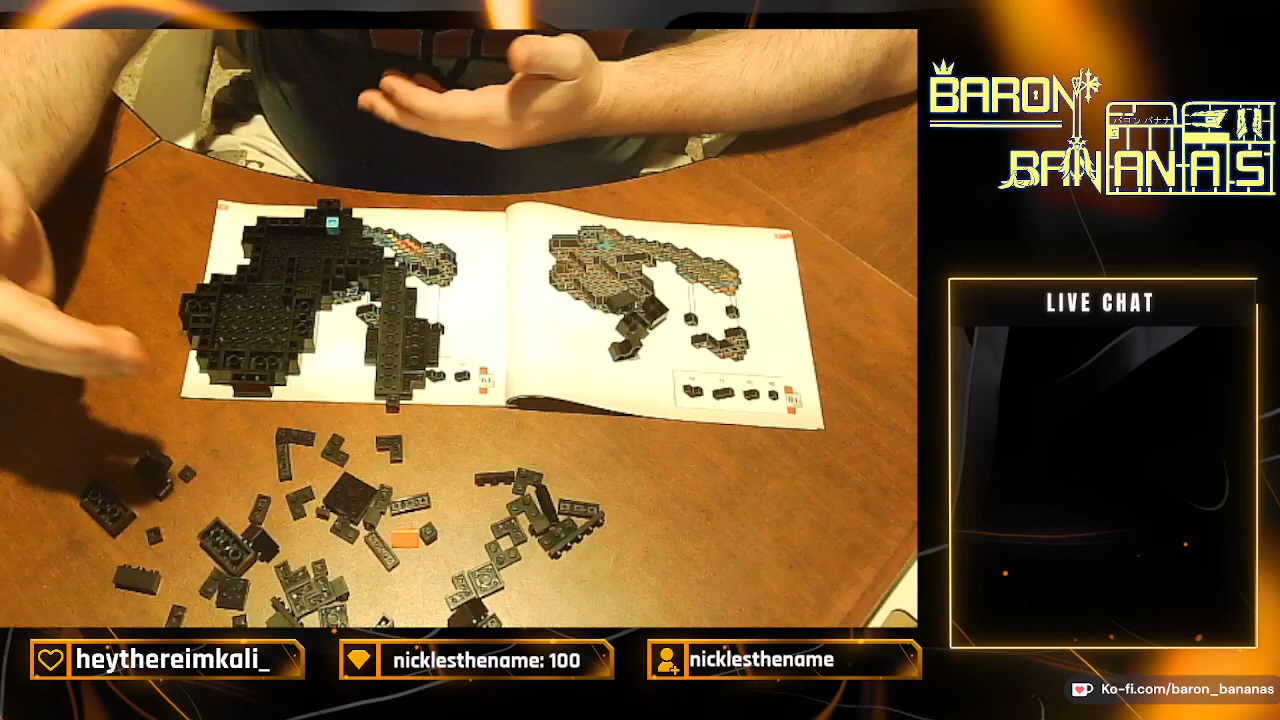 BARON
バロン バナナ
BANANAS
LIVE CHAT
heythereimkali_
nicklesthename: 100
nicklesthename
Ko-fi.com/baron_bananas